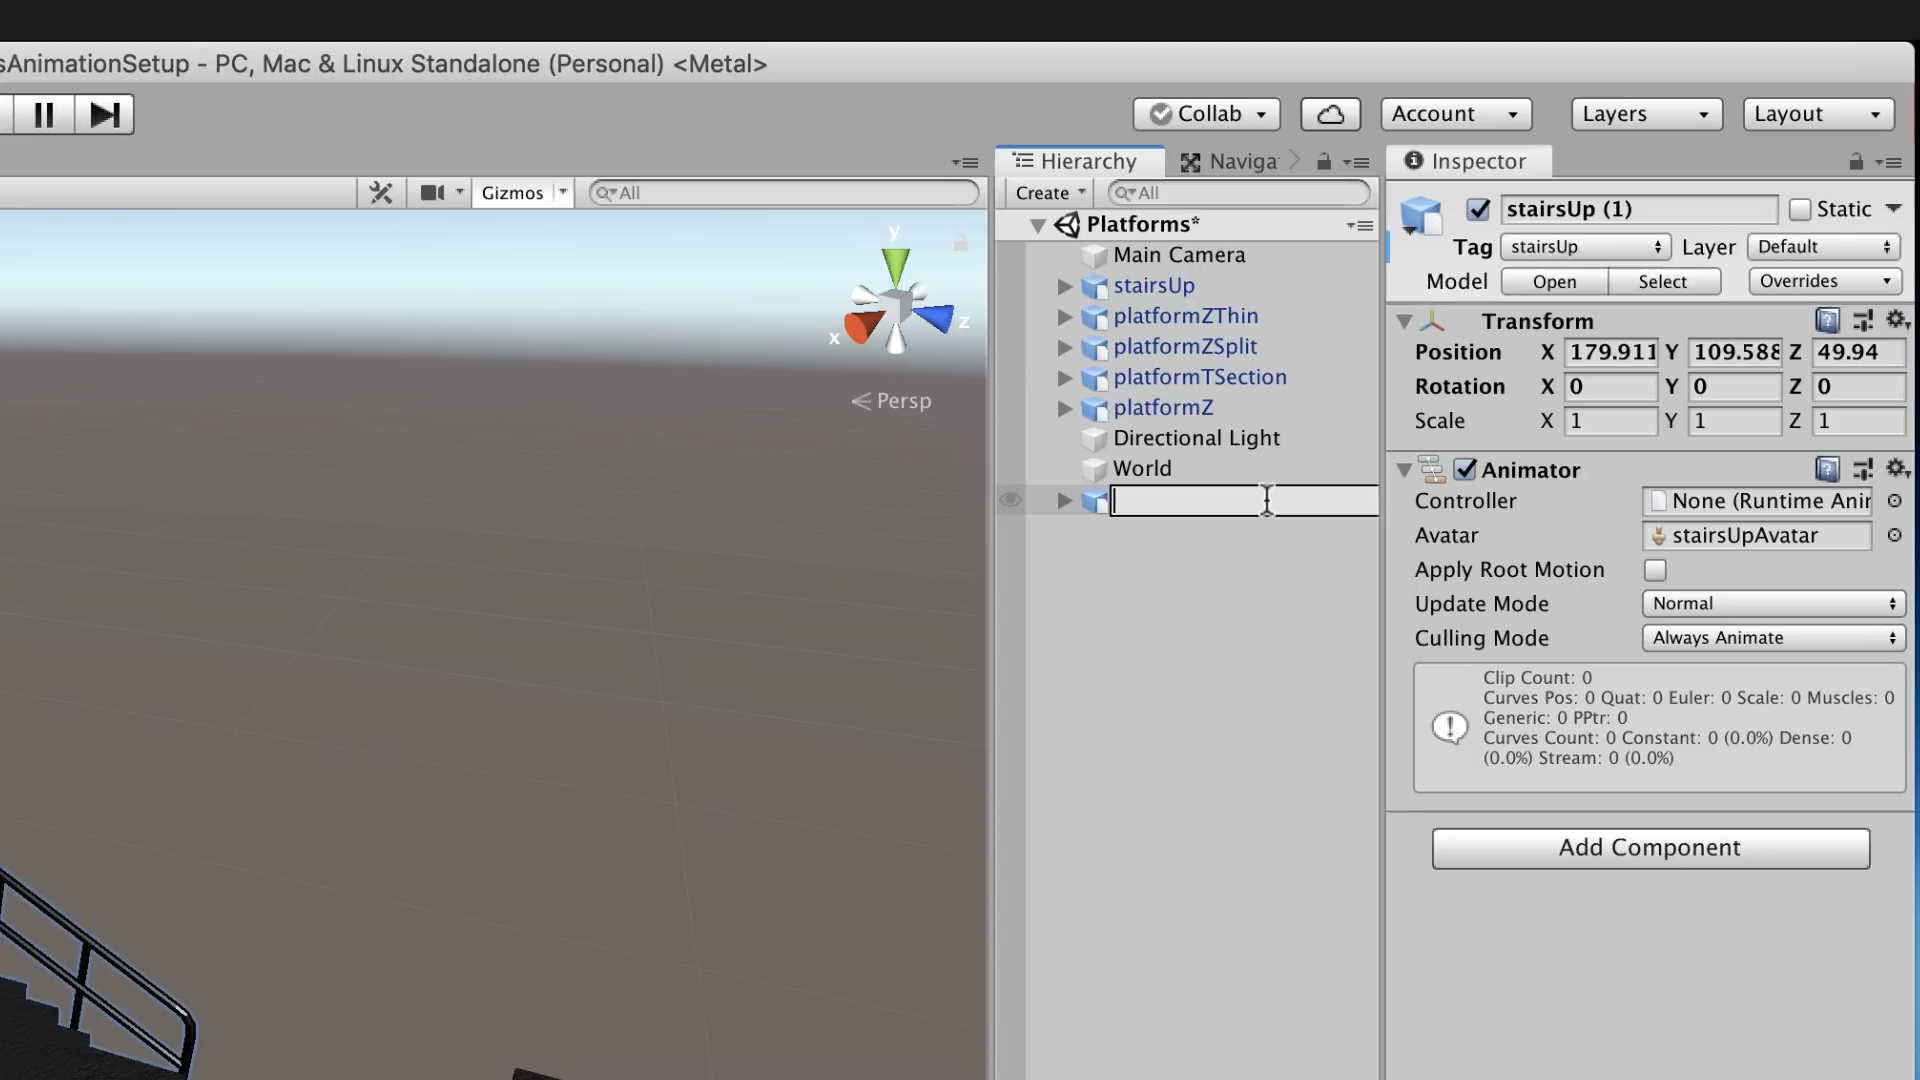 sAnimationSetup - PC, Mac & Linux Standalone (Personal) <Metal>
Collab
Account
Layers
Layout
Hierarchy
Naviga
Inspector
Gizmos
All
Create
All
stairsUp (1)
Static
Platforms*
Tag stairsUp Layer Default
Main Camera
Model Open Select Overrides
stairsUp
platformZThin
platformZSplit
platformTSection
platformZ
Directional Light
World
Transform
Position X 179.911 Y 109.588 Z 49.94
Rotation X 0 Y 0 Z 0
Scale X 1 Y 1 Z 1
y
x
z
Persp
Animator
Controller None (Runtime Anir
Avatar stairsUpAvatar
Apply Root Motion
Update Mode Normal
Culling Mode Always Animate
Clip Count: 0
Curves Pos: 0 Quat: 0 Euler: 0 Scale: 0 Muscles: 0
Generic: 0 PPtr: 0
Curves Count: 0 Constant: 0 (0.0%) Dense: 0
(0.0%) Stream: 0 (0.0%)
Add Component